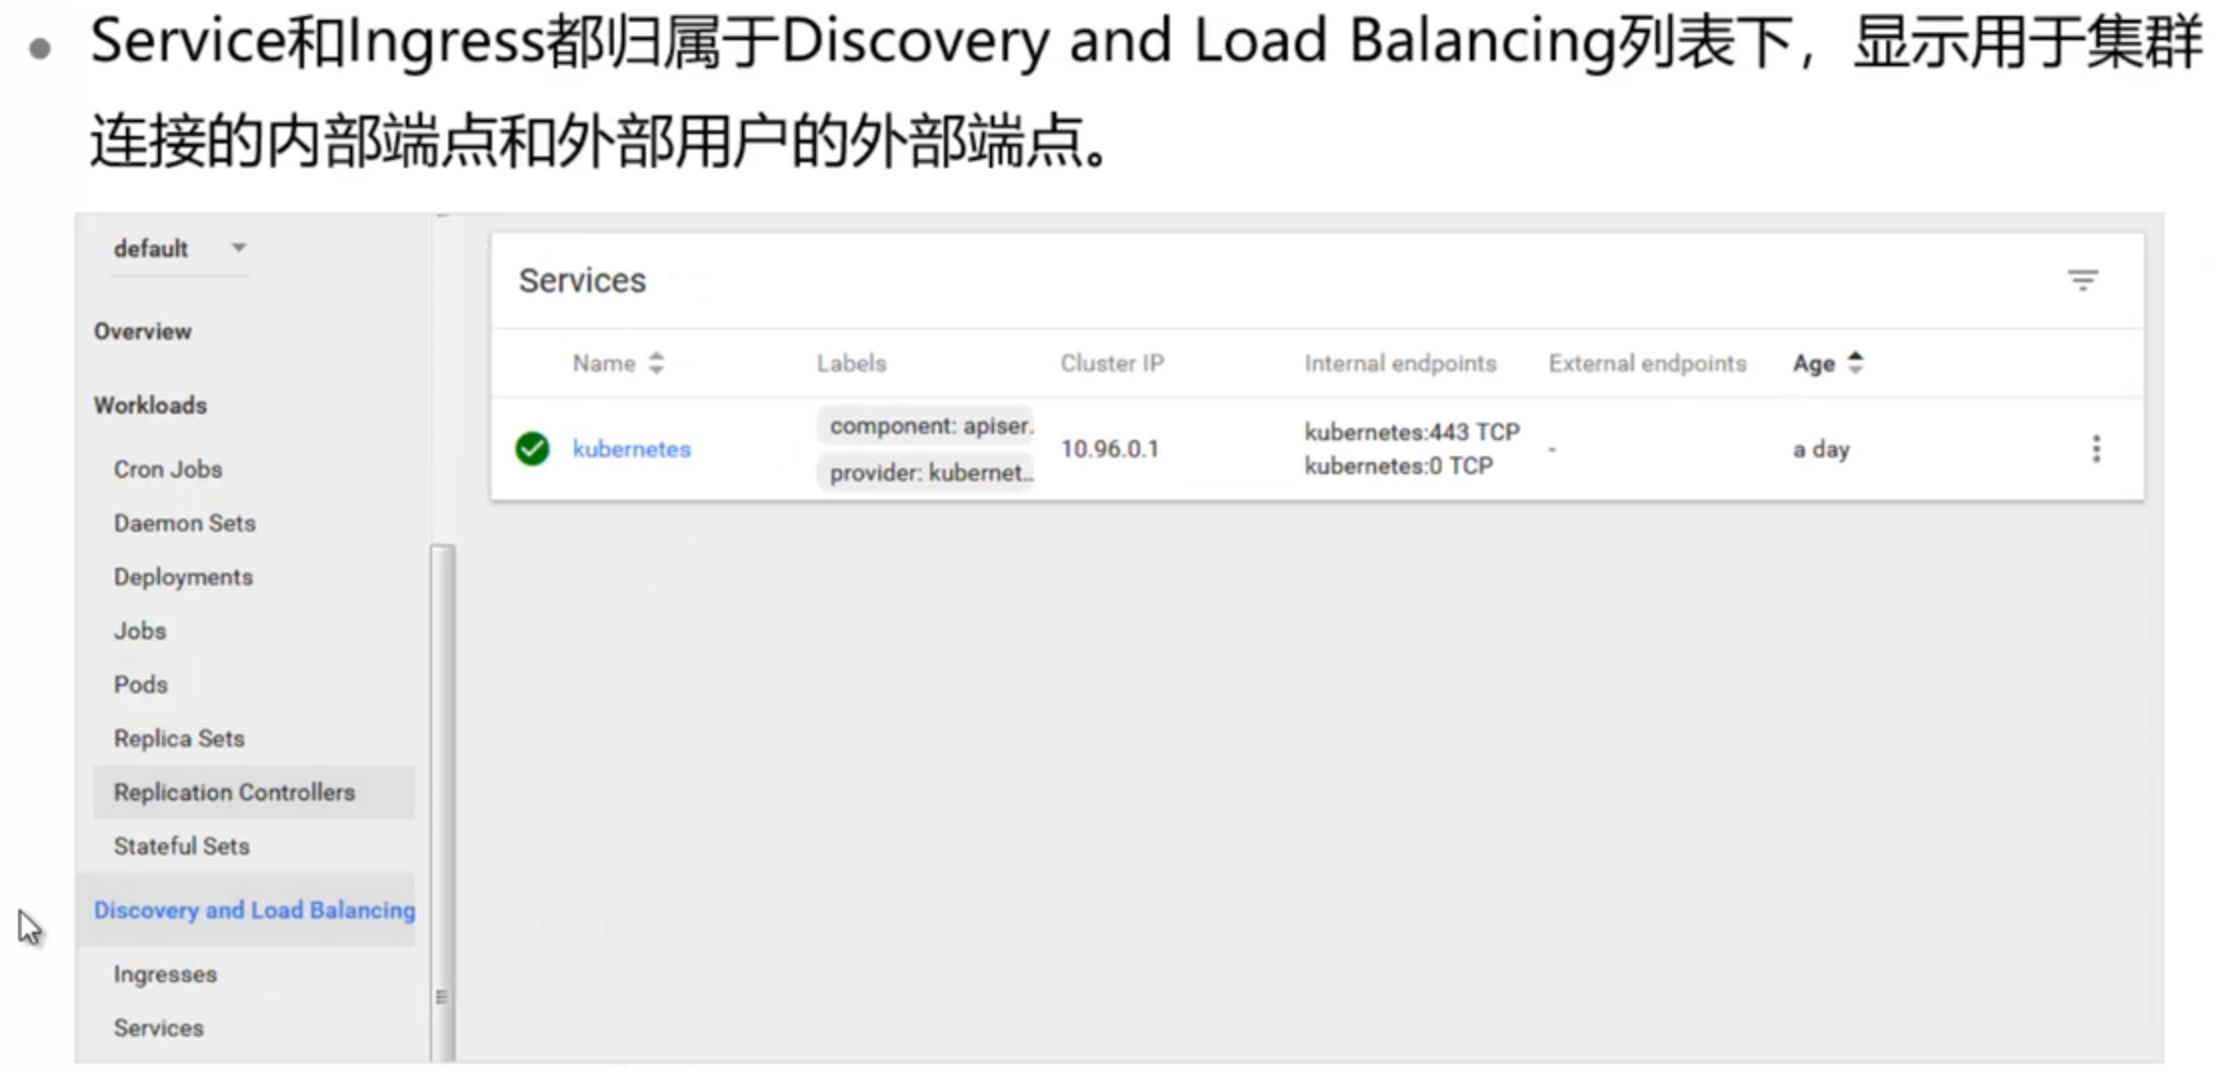 Service和Ingress都归属于Discovery and Load Balancing列表下，显示用于集群
连接的内部端点和外部用户的外部端点。
default
Overview
Workloads
Cron Jobs
Daemon Sets
Deployments
Jobs
Pods
Replica Sets
Replication Controllers
Stateful Sets
Discovery and Load Balancing
Ingresses
Services
Services
Name Labels Cluster IP Internal endpoints External endpoints Age
kubernetes component: apiser. 10.96.0.1 kubernetes:443 TCP - a day
provider: kubernet... kubernetes:0 TCP